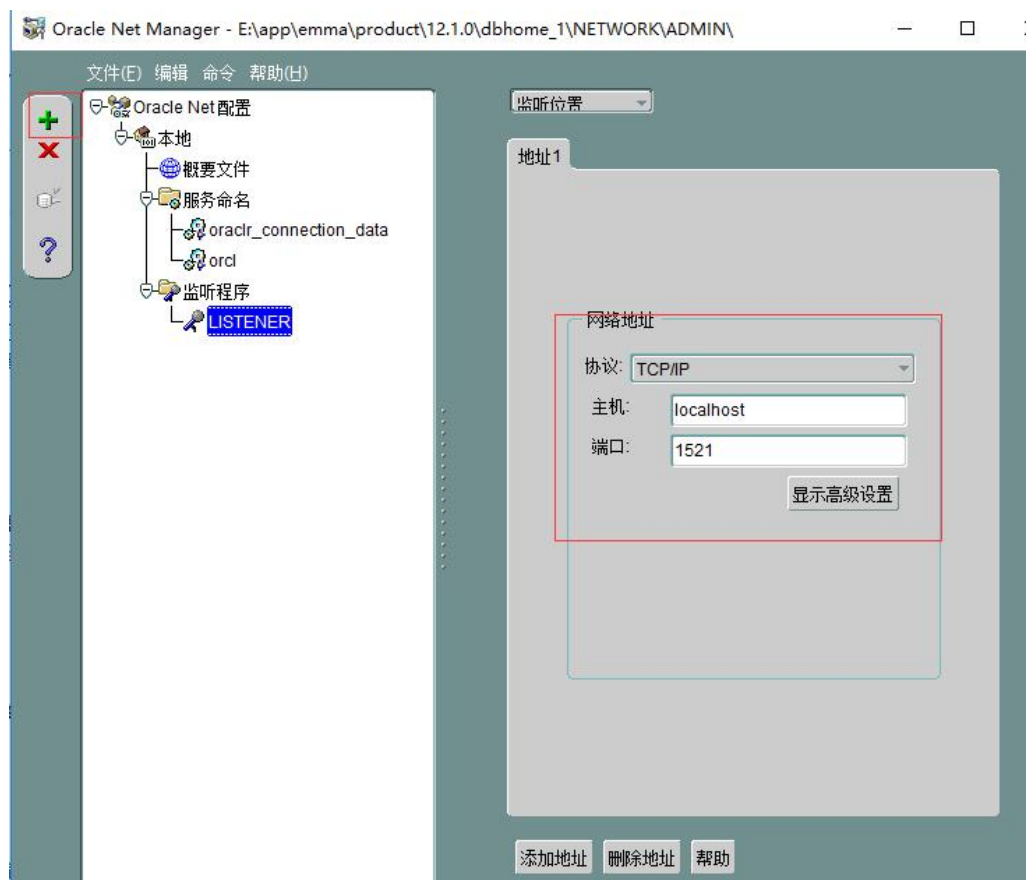 Oracle Net Manager - E:\app\emma\product\12.1.0\dbhome_1\NETWORK\ADMIN\
文件(F) 编辑 命令 帮助(H)
Oracle Net 配置
本地
概要文件
服务命名
oraclr_connection_data
orcl
监听程序
LISTENER
监听位置
地址1
网络地址
协议: TCP/IP
主机: localhost
端口: 1521
显示高级设置
添加地址 删除地址 帮助